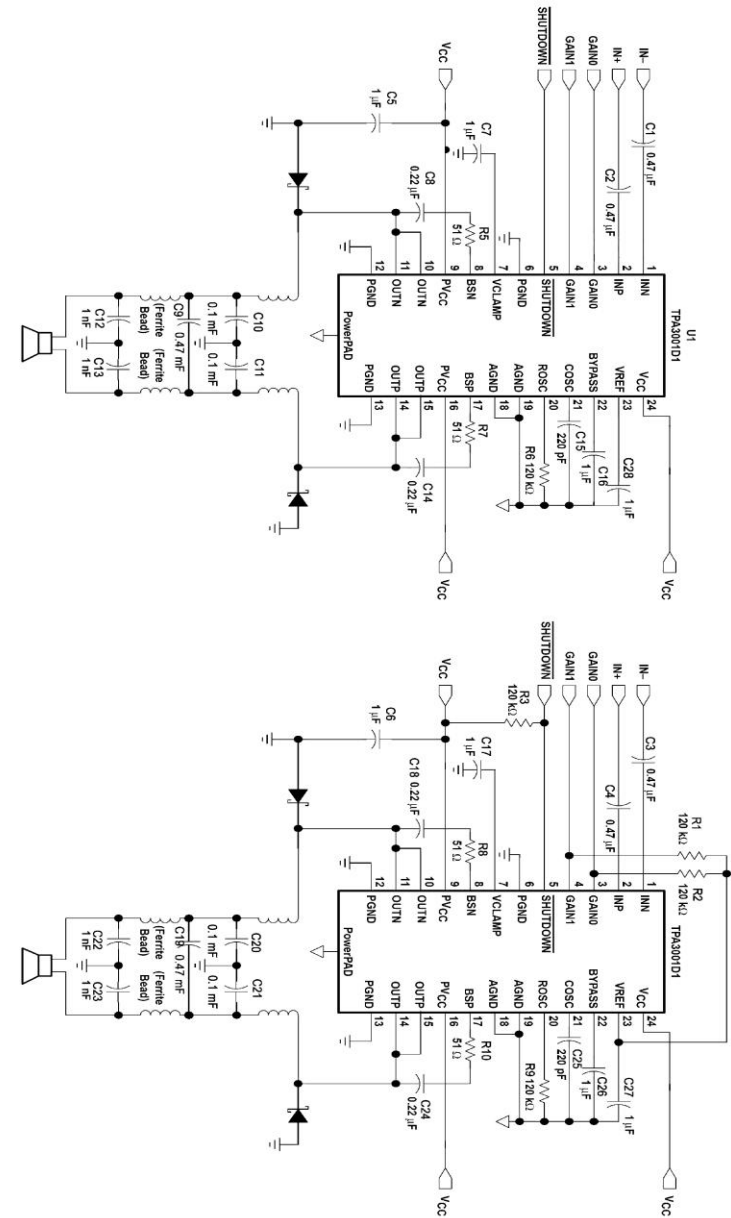 U1
TPA3001D1
IN−
C1
0.47 µF
1
INN
VCC
24
VCC
IN+
C2
0.47 µF
2
INP
VREF
23
C28
1 µF
GAIN0
3
GAIN0
BYPASS
22
C16
1 µF
GAIN1
4
GAIN1
COSC
21
C15
220 pF
SHUTDOWN
5
SHUTDOWN
ROSC
20
R6 120 kΩ
6
PGND
AGND
19
C7
1 µF
7
VCLAMP
AGND
18
R5
51 Ω
8
BSN
BSP
17
R7
51 Ω
VCC
9
PVCC
PVCC
16
VCC
C8
0.22 µF
10
OUTN
OUTP
15
C14
0.22 µF
C5
1 µF
11
OUTN
OUTP
14
12
PGND
PGND
13
PowerPAD
C10
0.1 mF
C11
0.1 mF
C9
0.47 mF
(Ferrite
Bead)
(Ferrite
Bead)
C12
1 nF
C13
1 nF
TPA3001D1
R1
120 kΩ
R2
120 kΩ
IN−
C3
0.47 µF
1
INN
VCC
24
VCC
IN+
C4
0.47 µF
2
INP
VREF
23
C27
1 µF
GAIN0
3
GAIN0
BYPASS
22
C26
1 µF
GAIN1
4
GAIN1
COSC
21
C25
220 pF
SHUTDOWN
5
SHUTDOWN
ROSC
20
R9 120 kΩ
R3
120 kΩ
6
PGND
AGND
19
C17
1 µF
7
VCLAMP
AGND
18
R8
51 Ω
8
BSN
BSP
17
R10
51 Ω
VCC
9
PVCC
PVCC
16
VCC
C18 0.22 µF
10
OUTN
OUTP
15
C24
0.22 µF
C6
1 µF
11
OUTN
OUTP
14
12
PGND
PGND
13
PowerPAD
C20
0.1 mF
C21
0.1 mF
C19
0.47 mF
(Ferrite
Bead)
(Ferrite
Bead)
C22
1 nF
C23
1 nF